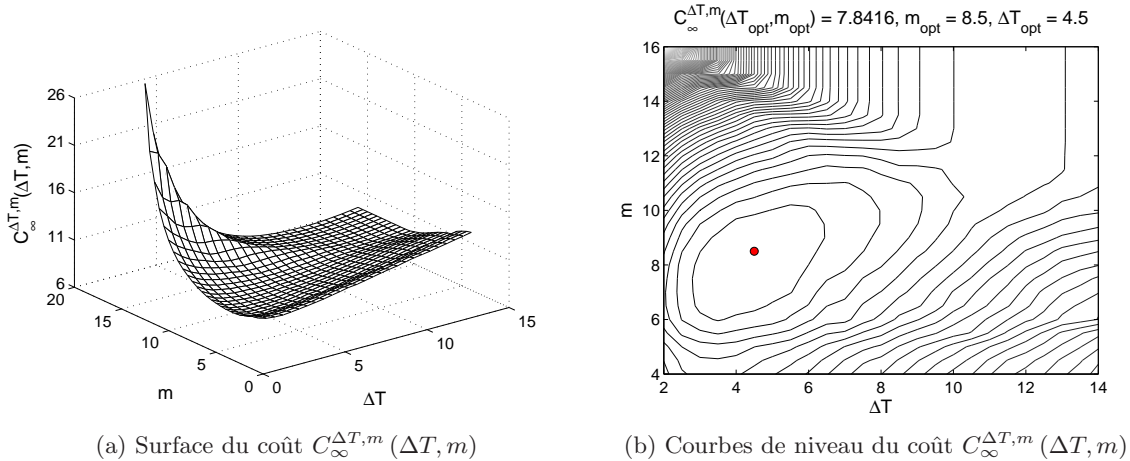 26
21
16
11
6
C∞^{ΔT,m}(ΔT,m)
20
15
10
5
0
m
0
5
10
15
ΔT
(a) Surface du coût C∞^{ΔT,m} (ΔT, m)
C∞^{ΔT,m}(ΔT_opt,m_opt) = 7.8416, m_opt = 8.5, ΔT_opt = 4.5
16
14
12
10
8
6
4
m
2 4 6 8 10 12 14
ΔT
(b) Courbes de niveau du coût C∞^{ΔT,m} (ΔT, m)